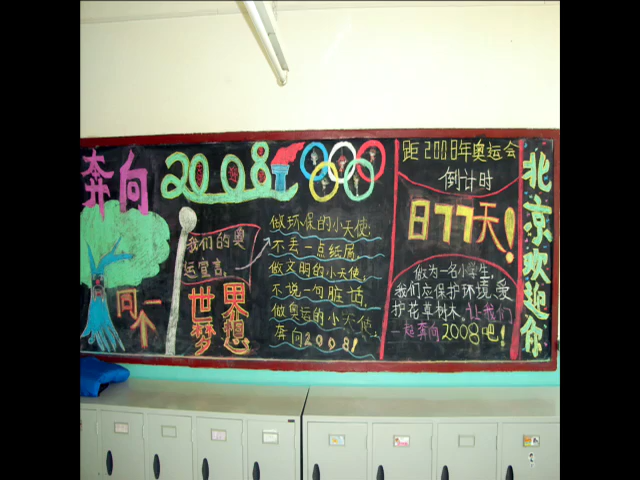 奔向2008
同一个
世界
梦想
我们的奥
运宣言
做环保的小天使,
不丢一点纸屑,
做文明的小天使,
不说一句脏话,
做奥运的小天使,
奔向2008!
距2008年奥运会
倒计时
877天!
做为一名小学生,
我们应保护环境,爱
护花草树木,让我们
一起奔向2008吧!
北京欢迎你